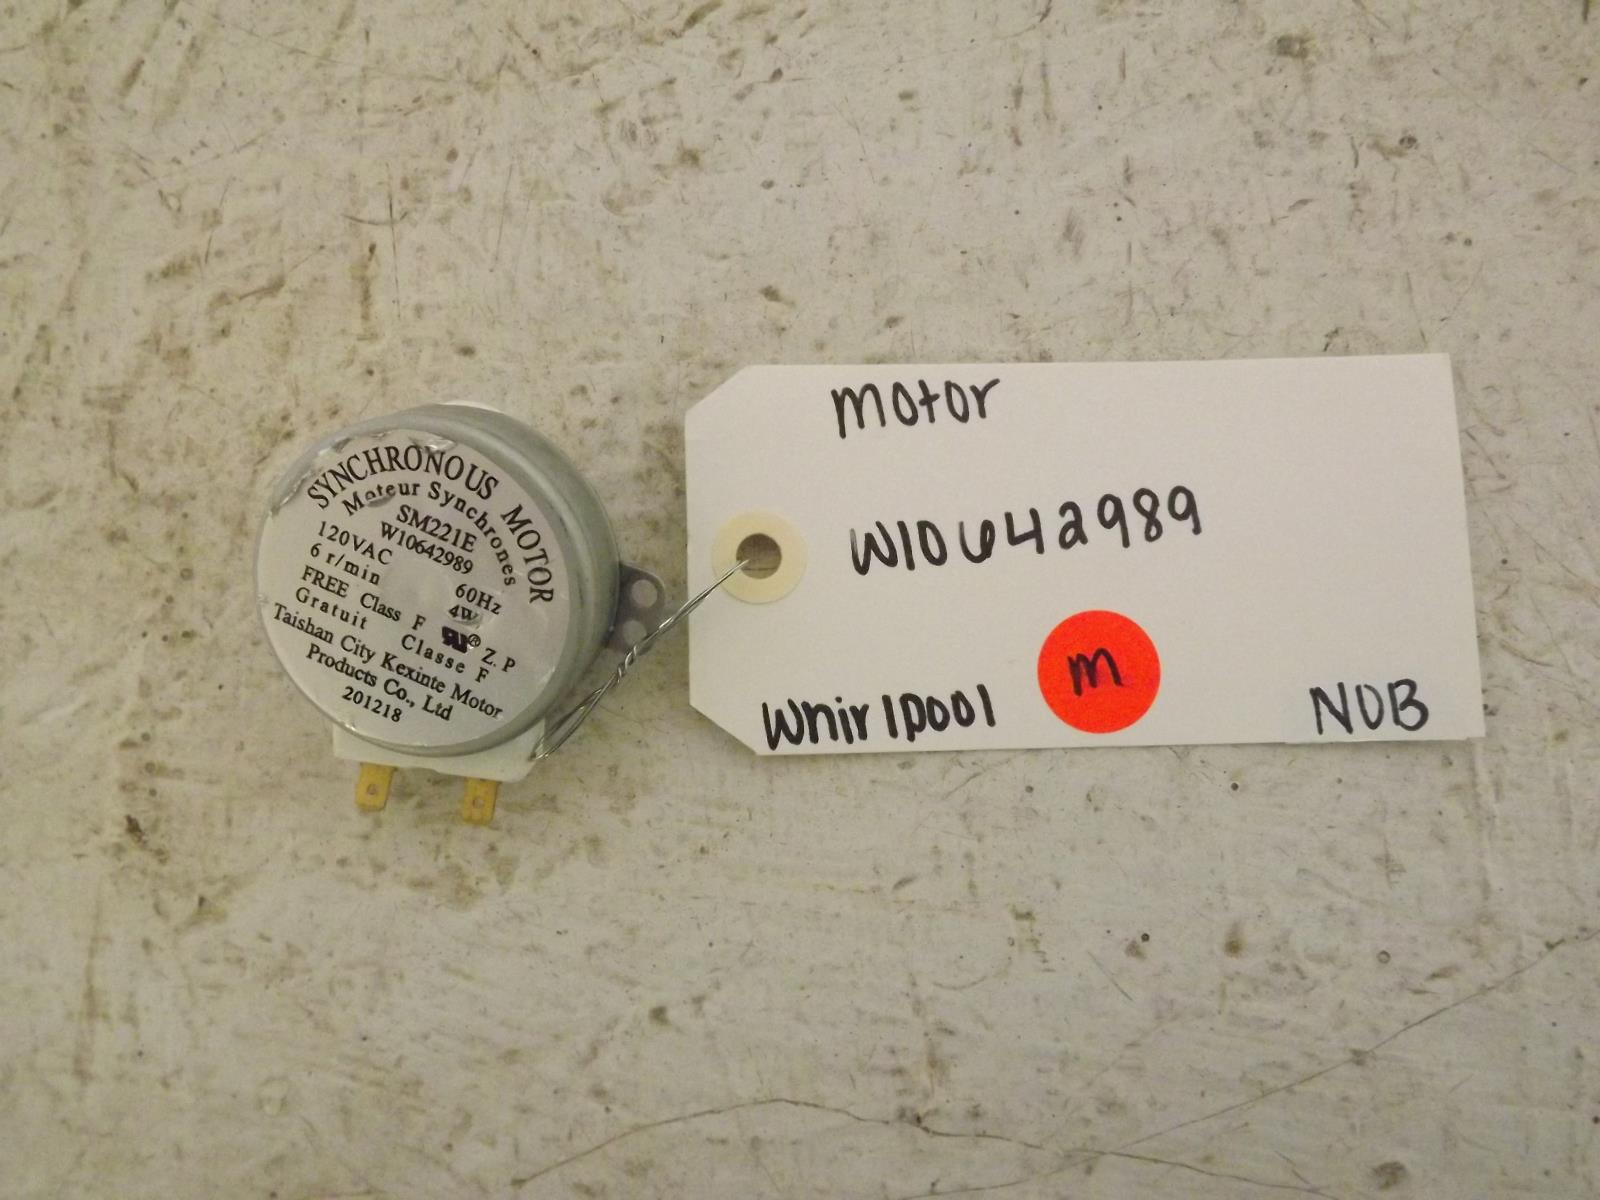 SYNCHRONOUS MOTOR
Moteur Synchrones
SM221E
W10642989
120VAC 60Hz
6 r/min 4W
FREE Class F Z.P
Gratuit Classe F
Taishan City Kexinte Motor
Products Co., Ltd
201218
motor
W10642989
m
Whirlpool
NOB